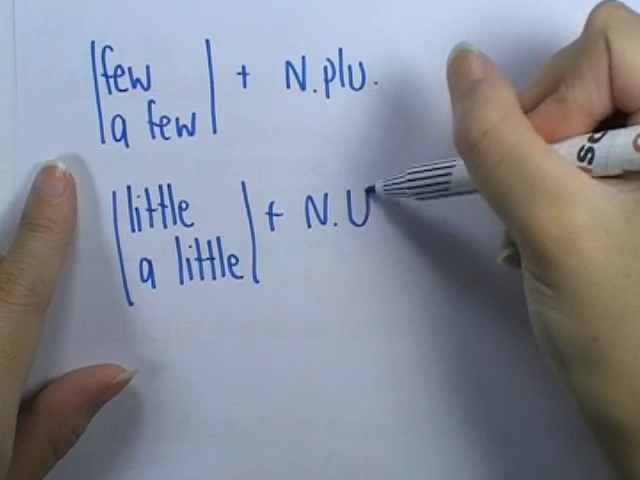 few
a few
+ N.plu.
little
a little
+ N.U